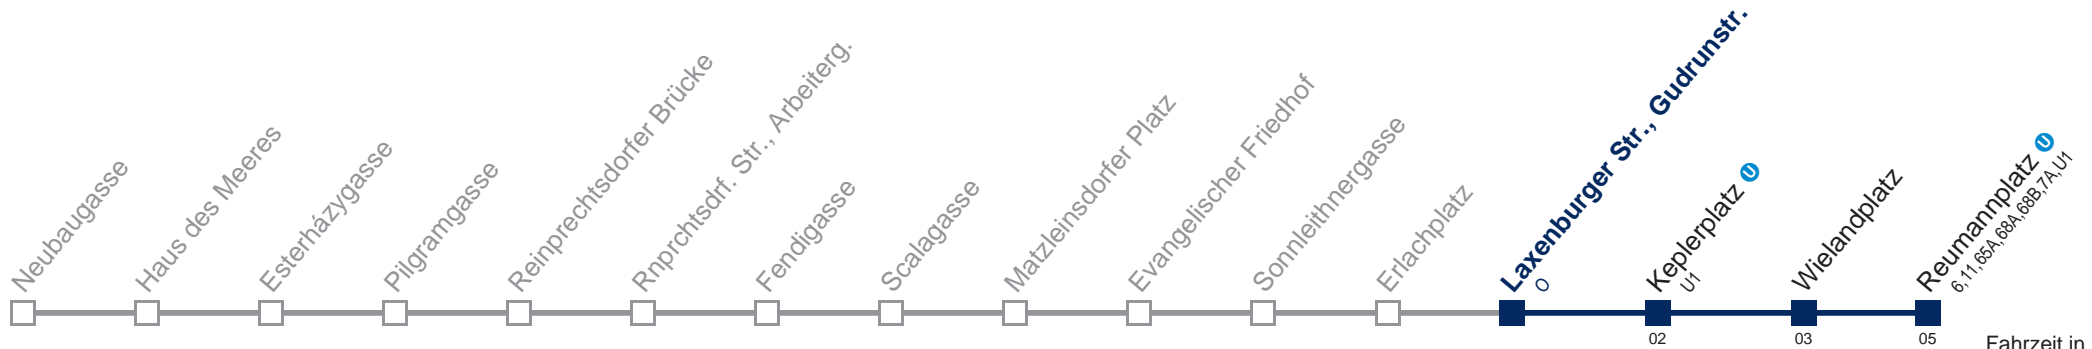 Neubaugasse
Haus des Meeres
Esterházygasse
Pilgramgasse
Reinprechtsdorfer Brücke
Rnprchtsdrf. Str., Arbeiterg.
Fendigasse
Scalagasse
Matzleinsdorfer Platz
Evangelischer Friedhof
Sonnleithnergasse
Erlachplatz
Laxenburger Str., Gudrunstr.
O
Keplerplatz U
U1
Wielandplatz
Reumannplatz U
6,11,65A,68A,68B,7A,U1
02
03
05
Fahrzeit in